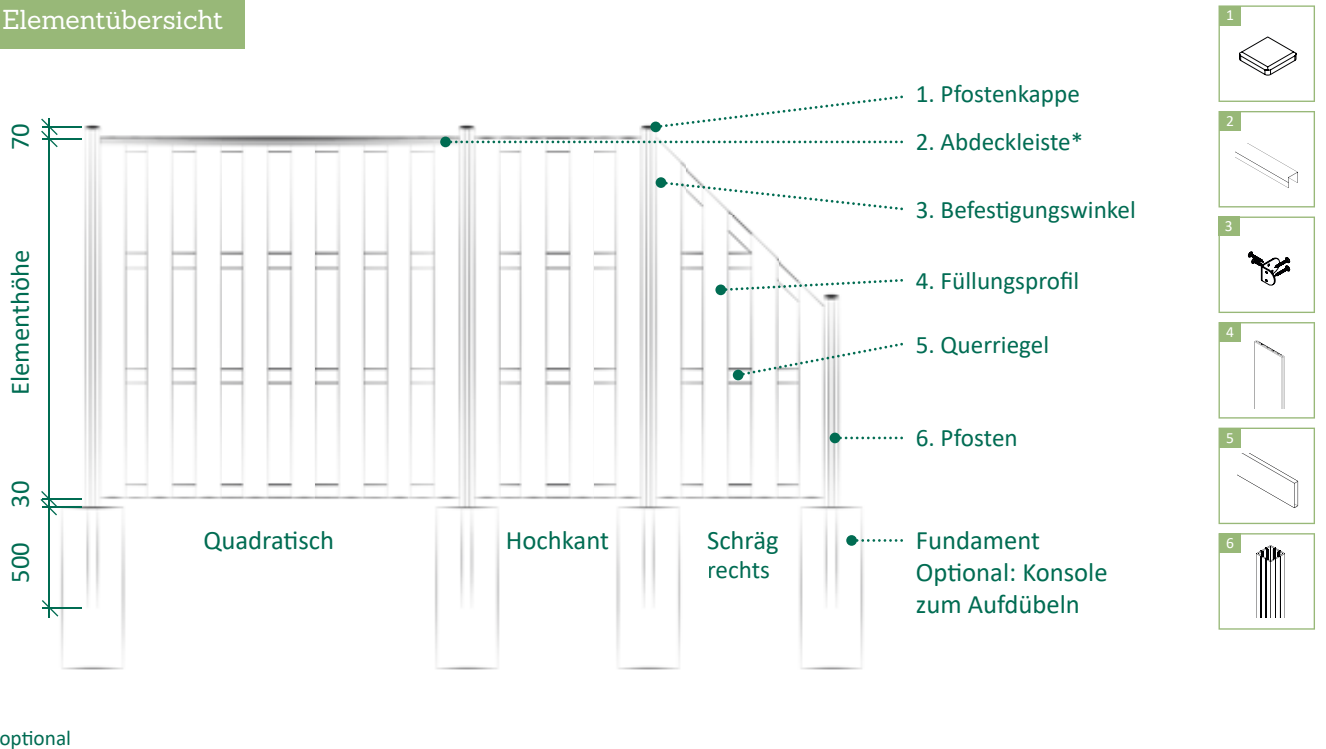 Elementübersicht
70
Elementhöhe
30
500
1. Pfostenkappe
2. Abdeckleiste*
3. Befestigungswinkel
4. Füllungsprofil
5. Querriegel
6. Pfosten
Quadratisch
Hochkant
Schräg
rechts
Fundament
Optional: Konsole
zum Aufdübeln
1
2
3
4
5
6
optional